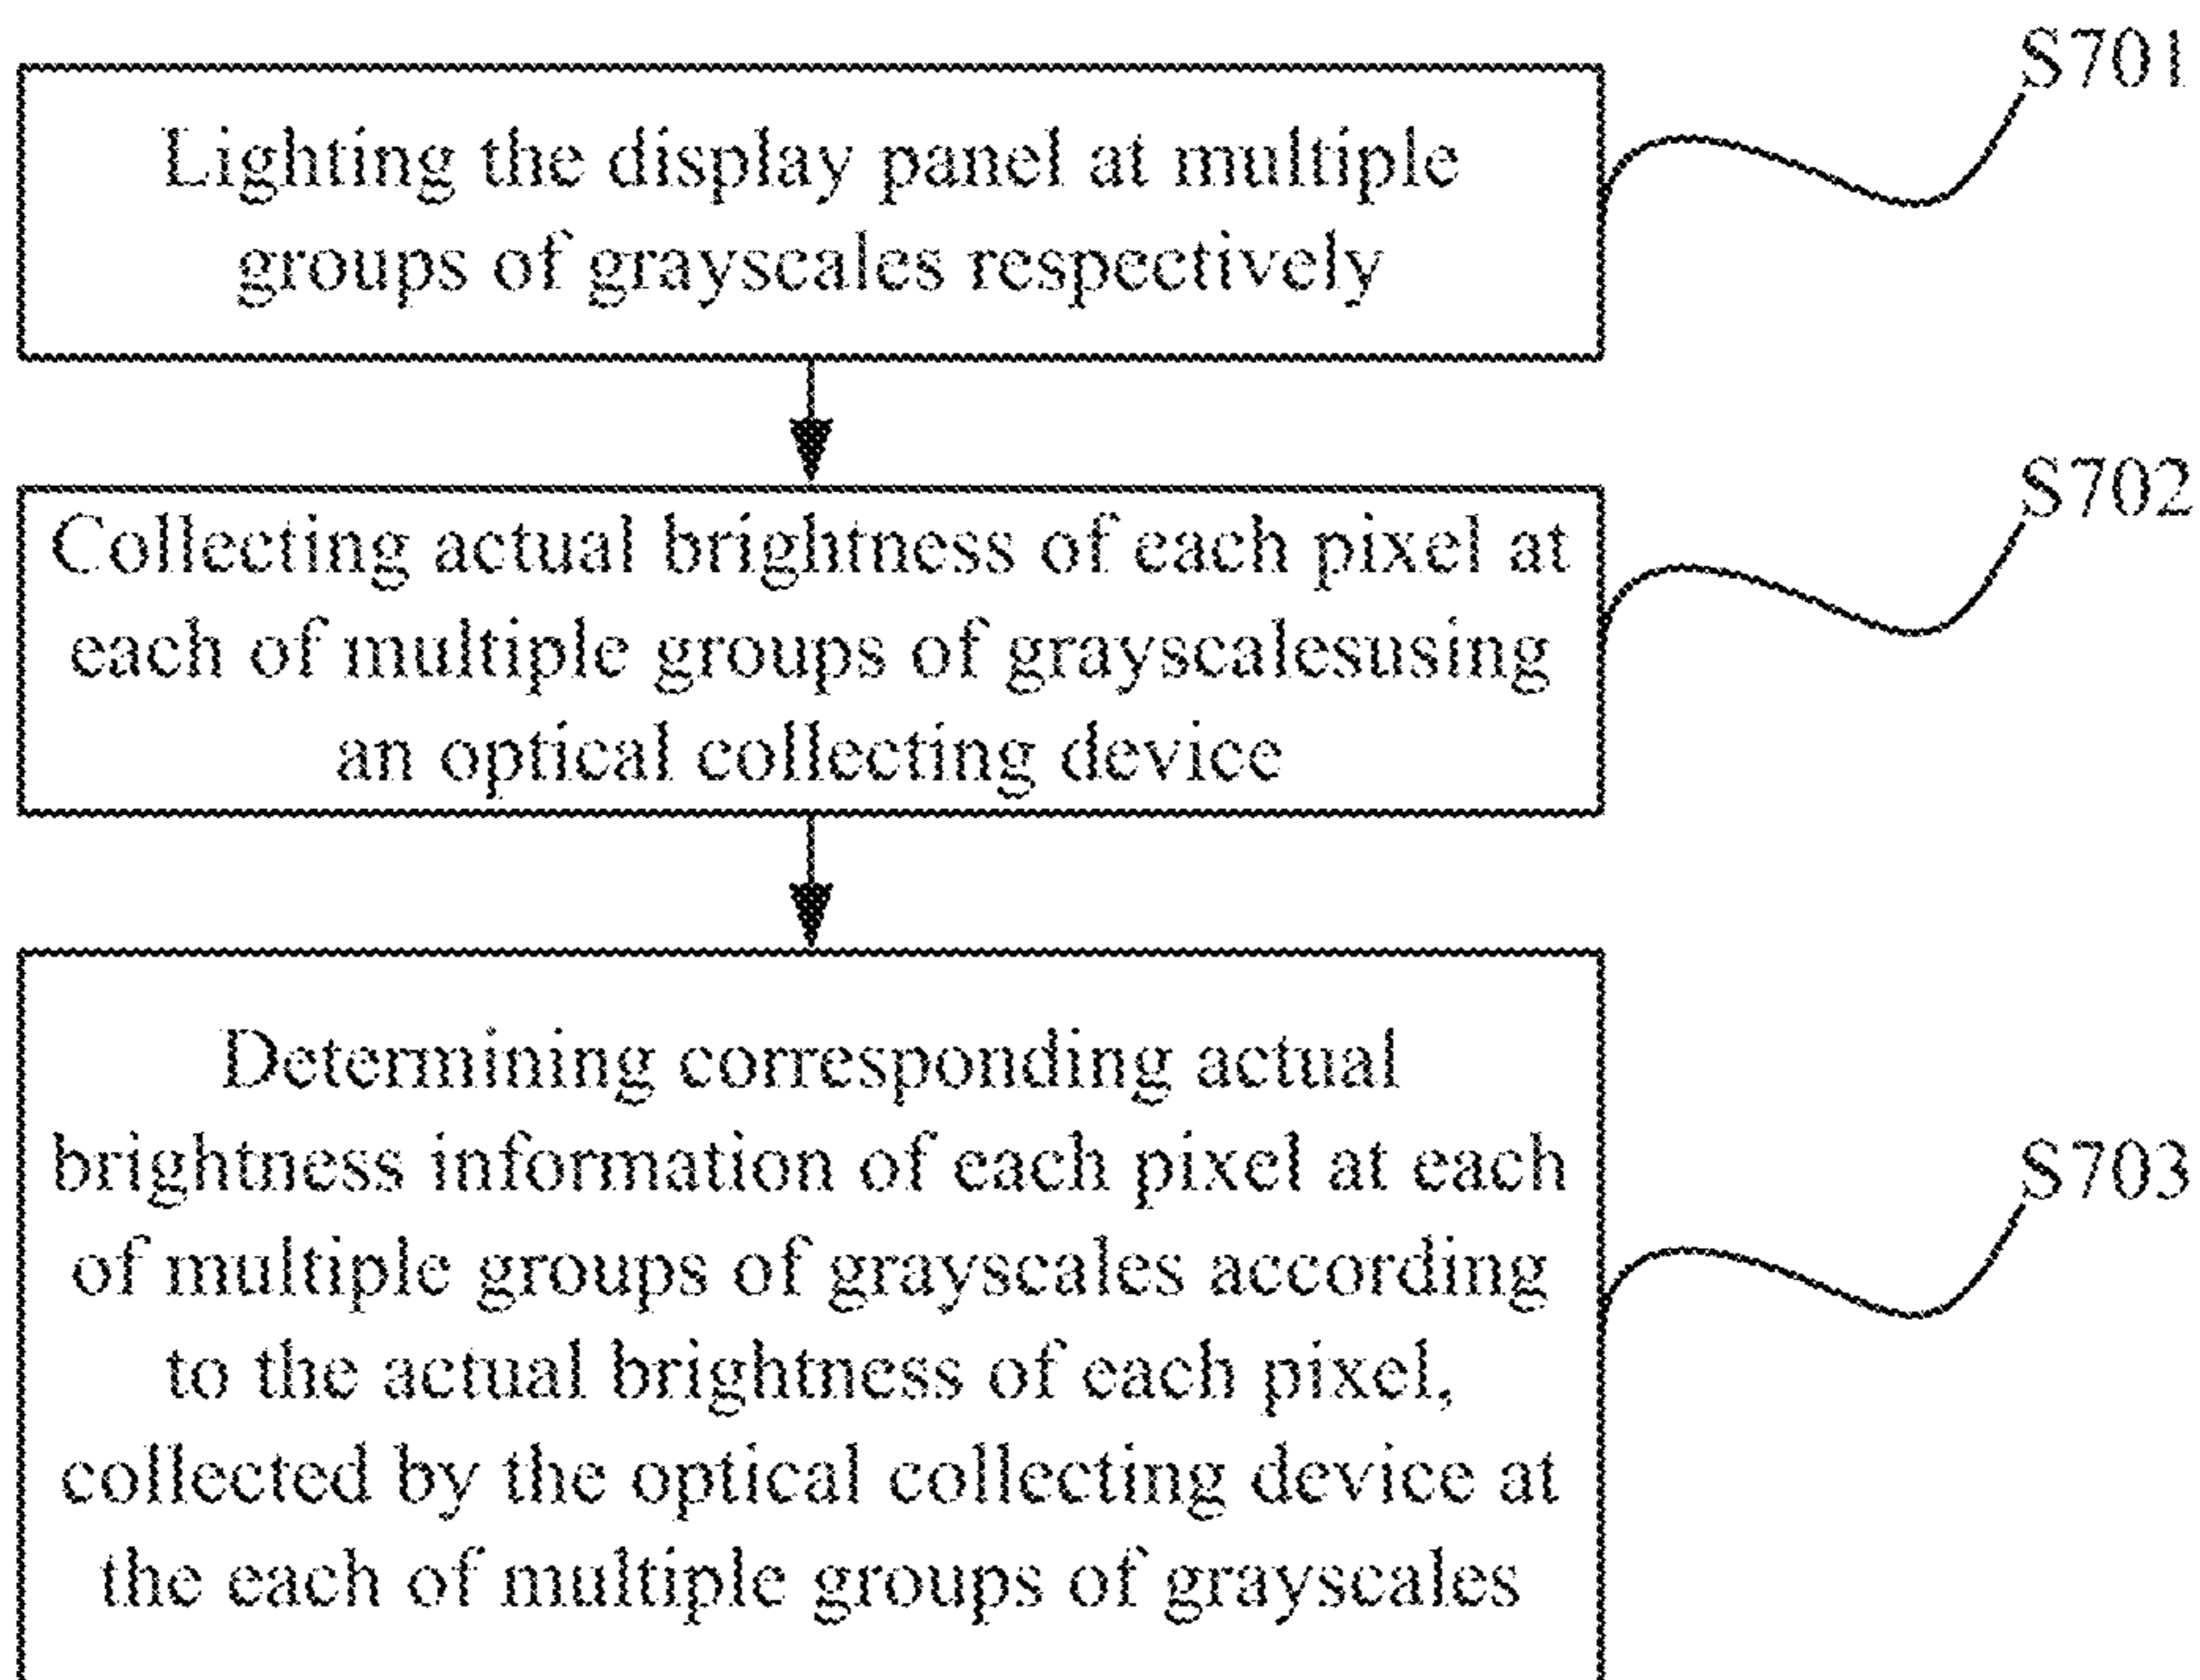 S701
Lighting the display panel at multiple
groups of grayscales respectively
S702
Collecting actual brightness of each pixel at
each of multiple groups of grayscalesusing
an optical collecting device
Determining corresponding actual
brightness information of each pixel at each
S703
of multiple groups of grayscales according
to the actual brightness of each pixel,
collected by the optical collecting device at
the each of multiple groups of grayscales